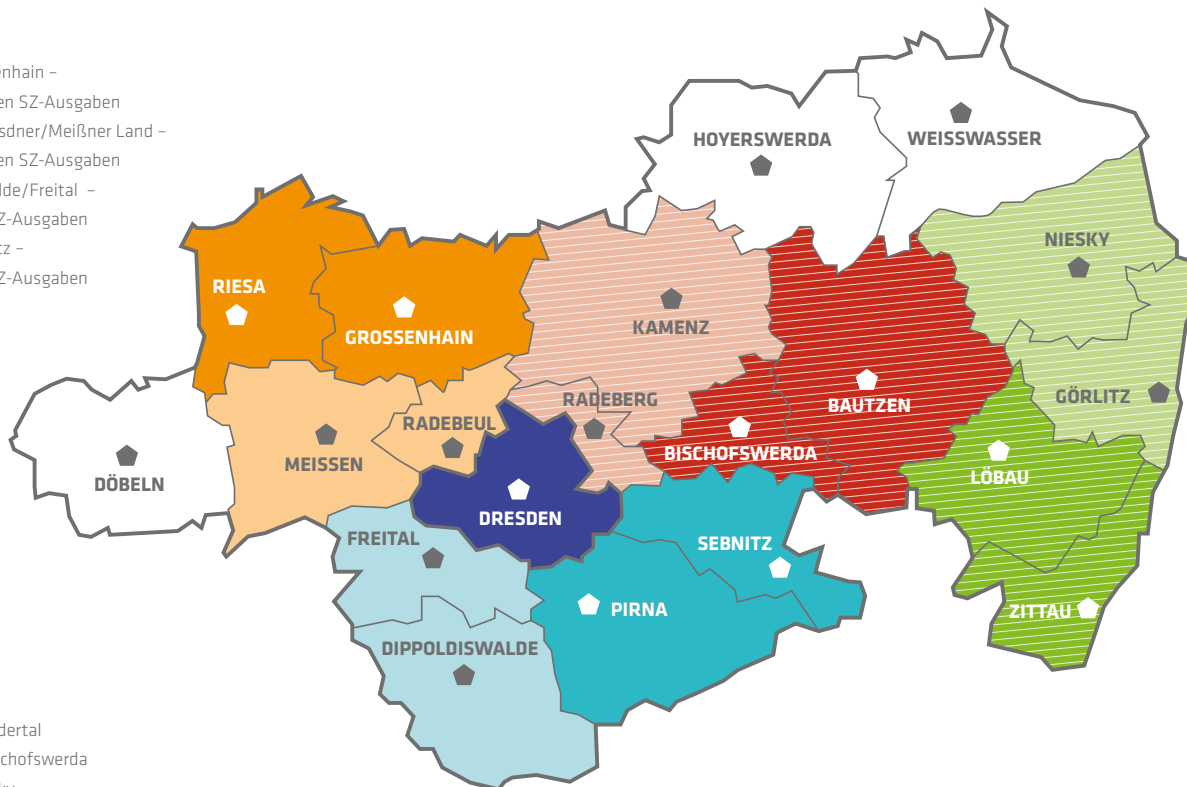 enhain –
en SZ-Ausgaben
sdner/Meißner Land –
en SZ-Ausgaben
lde/Freital –
Z-Ausgaben
tz –
Z-Ausgaben
HOYERSWERDA
WEISSWASSER
NIESKY
RIESA
KAMENZ
GROSSENHAIN
GÖRLITZ
RADEBERG
BAUTZEN
RADEBEUL
BISCHOFSWERDA
MEISSEN
LÖBAU
DÖBELN
DRESDEN
FREITAL
SEBNITZ
PIRNA
ZITTAU
DIPPOLDISWALDE
dertal
chofswerda